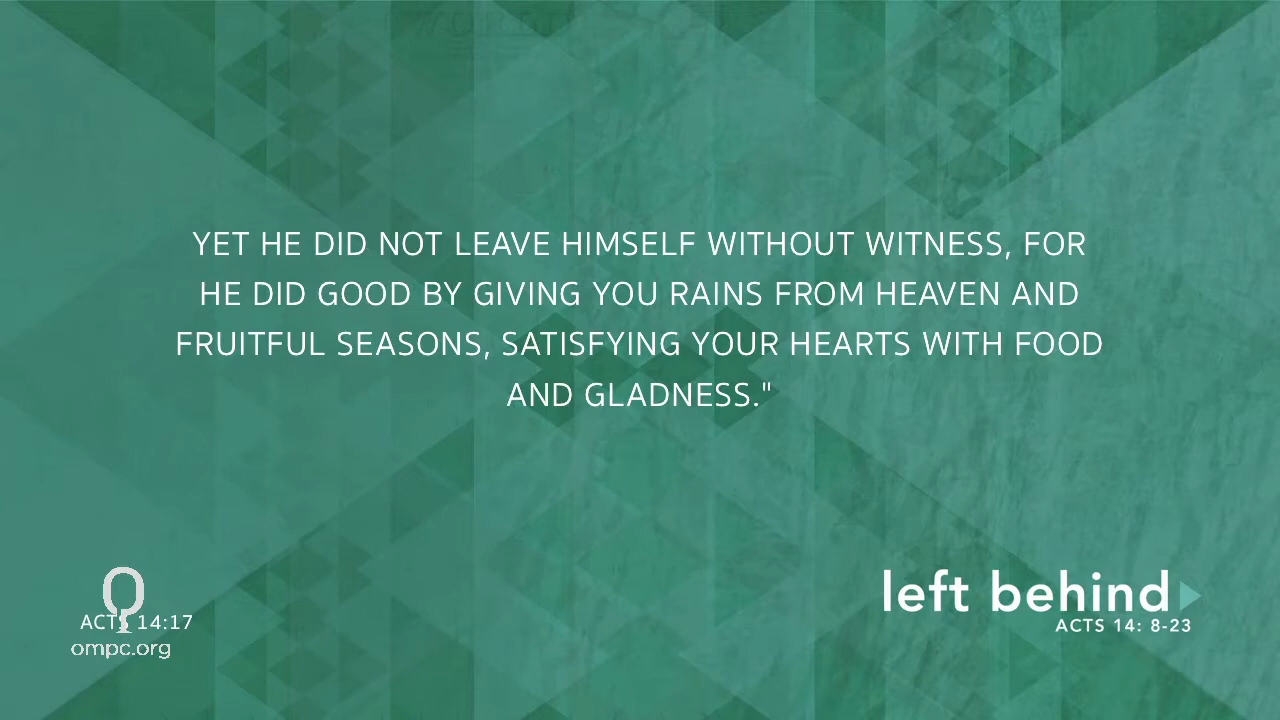 YET HE DID NOT LEAVE HIMSELF WITHOUT WITNESS, FOR
HE DID GOOD BY GIVING YOU RAINS FROM HEAVEN AND
FRUITFUL SEASONS, SATISFYING YOUR HEARTS WITH FOOD
AND GLADNESS."
ACTS 14:17
ompc.org
left behind
ACTS 14: 8-23